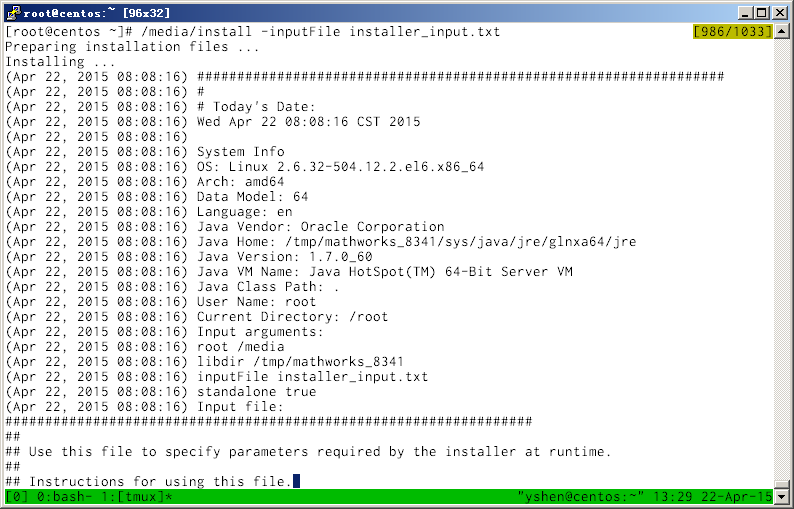 root@centos:~ [96x32]
[root@centos ~]# /media/install -inputFile installer_input.txt [986/1033]
Preparing installation files ...
Installing ...
(Apr 22, 2015 08:08:16) ##################################################################
(Apr 22, 2015 08:08:16) #
(Apr 22, 2015 08:08:16) # Today's Date:
(Apr 22, 2015 08:08:16) Wed Apr 22 08:08:16 CST 2015
(Apr 22, 2015 08:08:16)
(Apr 22, 2015 08:08:16) System Info
(Apr 22, 2015 08:08:16) OS: Linux 2.6.32-504.12.2.el6.x86_64
(Apr 22, 2015 08:08:16) Arch: amd64
(Apr 22, 2015 08:08:16) Data Model: 64
(Apr 22, 2015 08:08:16) Language: en
(Apr 22, 2015 08:08:16) Java Vendor: Oracle Corporation
(Apr 22, 2015 08:08:16) Java Home: /tmp/mathworks_8341/sys/java/jre/glnxa64/jre
(Apr 22, 2015 08:08:16) Java Version: 1.7.0_60
(Apr 22, 2015 08:08:16) Java VM Name: Java HotSpot(TM) 64-Bit Server VM
(Apr 22, 2015 08:08:16) Java Class Path: .
(Apr 22, 2015 08:08:16) User Name: root
(Apr 22, 2015 08:08:16) Current Directory: /root
(Apr 22, 2015 08:08:16) Input arguments:
(Apr 22, 2015 08:08:16) root /media
(Apr 22, 2015 08:08:16) libdir /tmp/mathworks_8341
(Apr 22, 2015 08:08:16) inputFile installer_input.txt
(Apr 22, 2015 08:08:16) standalone true
(Apr 22, 2015 08:08:16) Input file:
##################################################################
##
## Use this file to specify parameters required by the installer at runtime.
##
## Instructions for using this file.
[0] 0:bash- 1:[tmux]* "yshen@centos:~" 13:29 22-Apr-15